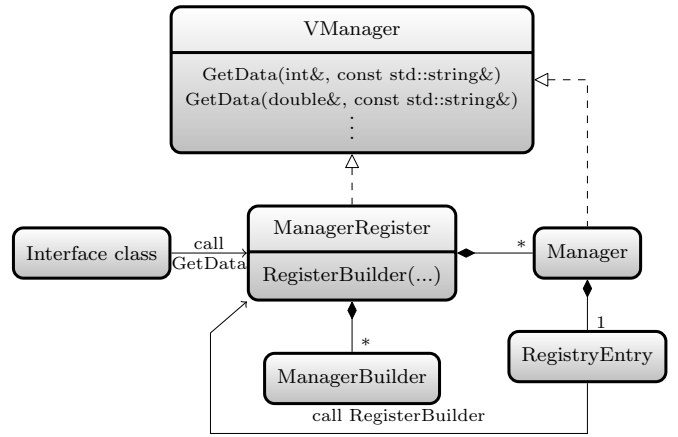 VManager
GetData(int&, const std::string&)
GetData(double&, const std::string&)
⋮
ManagerRegister
RegisterBuilder(...)
Interface class
call
GetData
*
Manager
1
RegistryEntry
*
ManagerBuilder
call RegisterBuilder